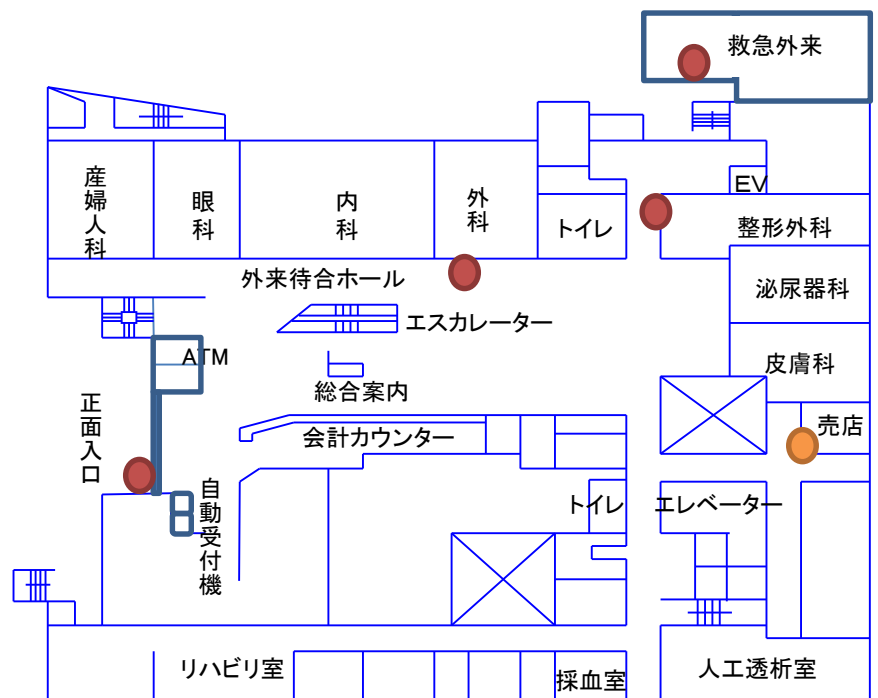 救急外来
産婦人科
眼科
内科
外科
トイレ
EV
整形外科
外来待合ホール
泌尿器科
エスカレーター
ATM
皮膚科
総合案内
正面入口
会計カウンター
売店
自動受付機
トイレ
エレベーター
リハビリ室
採血室
人工透析室